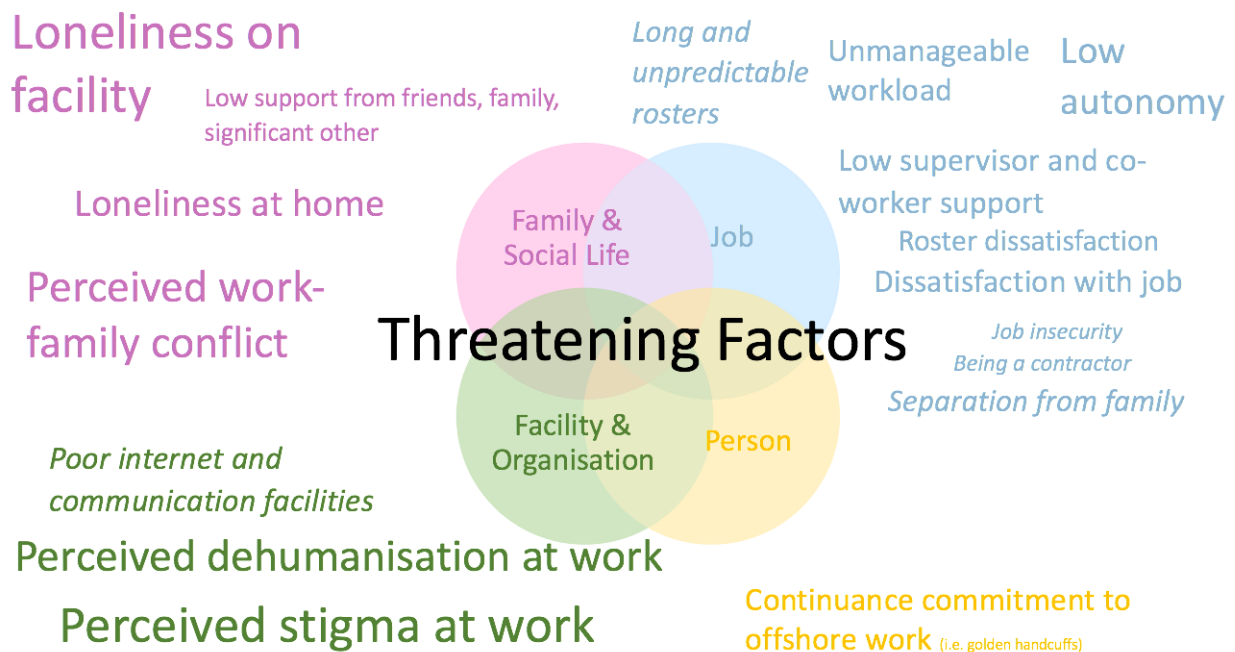 Loneliness on
facility
Low support from friends, family,
significant other
Loneliness at home
Perceived work-
family conflict
Long and
unpredictable
rosters
Unmanageable
workload
Low
autonomy
Low supervisor and co-
worker support
Roster dissatisfaction
Dissatisfaction with job
Job insecurity
Being a contractor
Separation from family
Family &
Social Life
Job
Threatening Factors
Facility &
Organisation
Person
Poor internet and
communication facilities
Perceived dehumanisation at work
Perceived stigma at work
Continuance commitment to
offshore work (i.e. golden handcuffs)